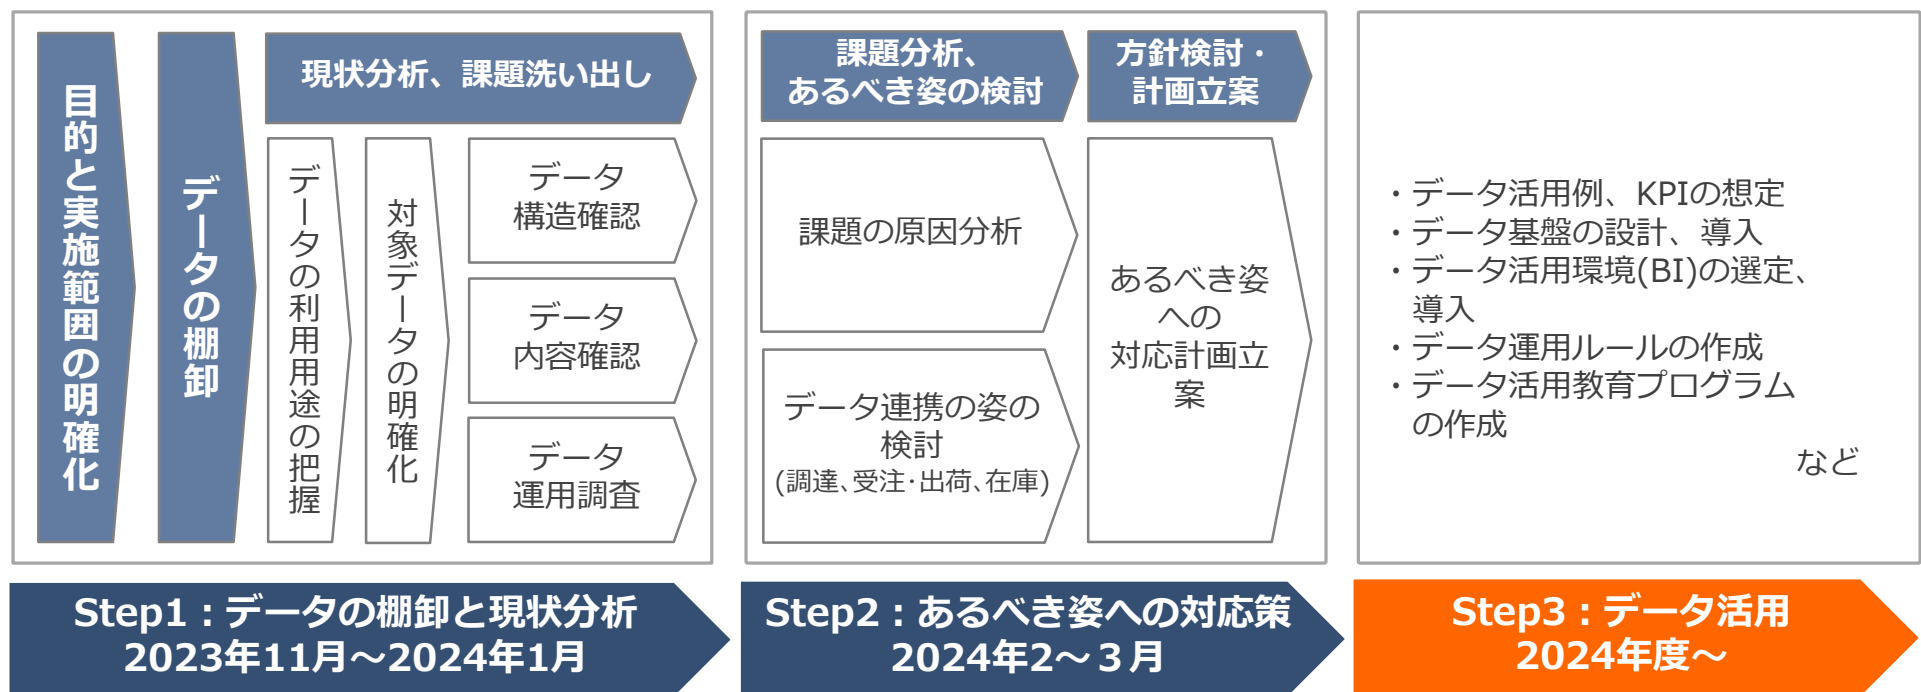 目的と実施範囲の明確化
データの棚卸
現状分析、課題洗い出し
データの利用用途の把握
対象データの明確化
データ
構造確認
データ
内容確認
データ
運用調査
課題分析、
あるべき姿の検討
課題の原因分析
データ連携の姿の
検討
(調達､受注･出荷､在庫)
方針検討・
計画立案
あるべき姿
への
対応計画立
案
・データ活用例、KPIの想定
・データ基盤の設計、導入
・データ活用環境(BI)の選定、
導入
・データ運用ルールの作成
・データ活用教育プログラム
の作成
など
Step1：データの棚卸と現状分析
2023年11月～2024年1月
Step2：あるべき姿への対応策
2024年2～３月
Step3：データ活用
2024年度～